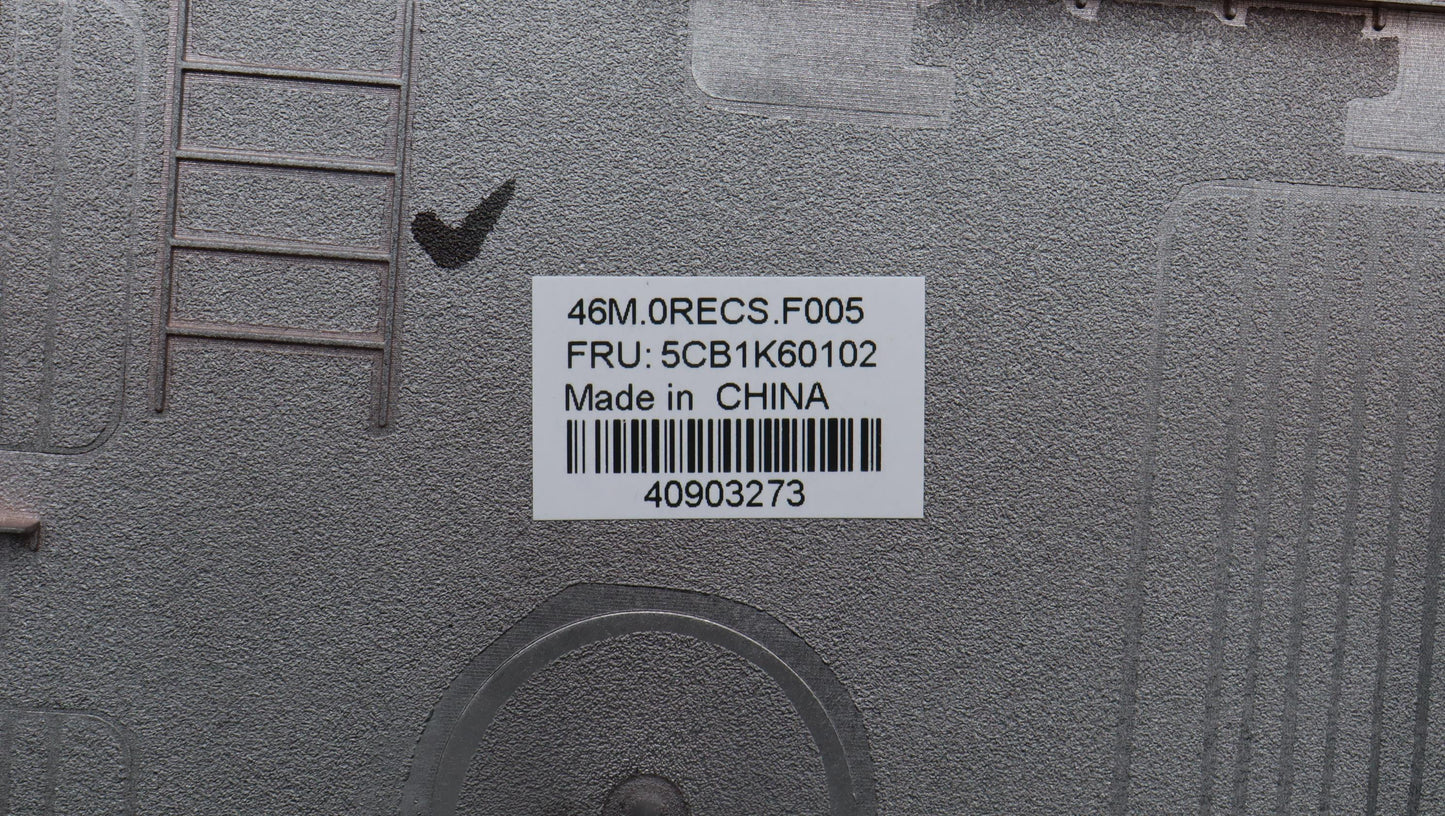 46M.0RECS.F005
FRU: 5CB1K60102
Made in CHINA
40903273